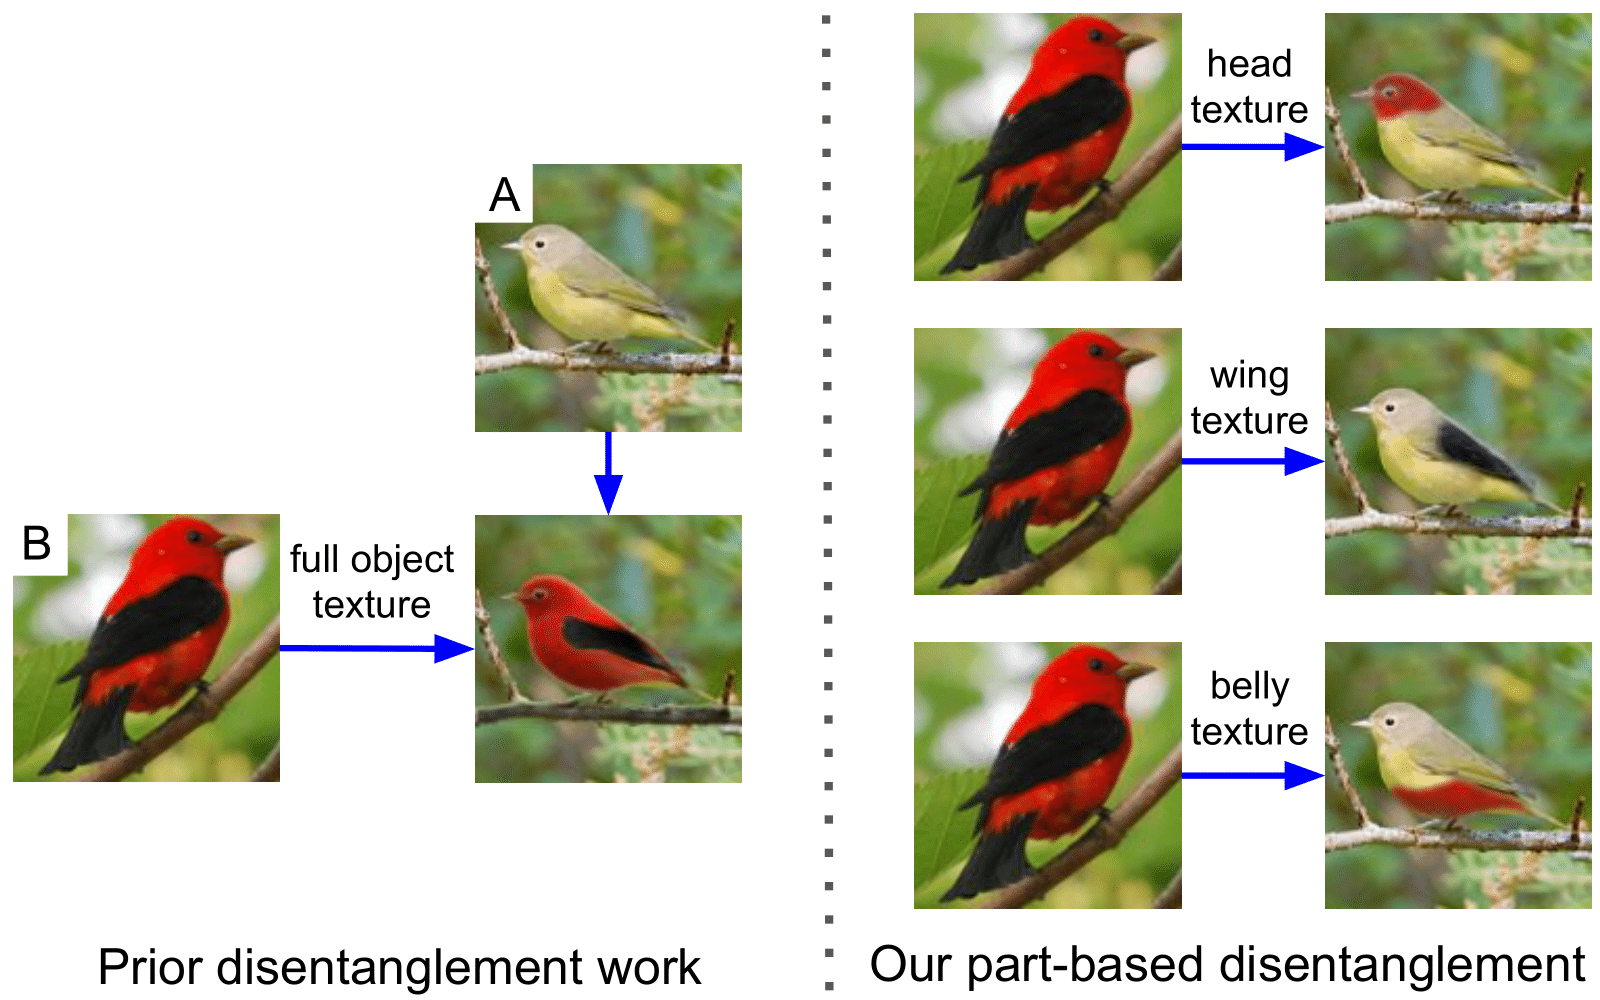 A
B
full object
texture
Prior disentanglement work
head
texture
wing
texture
belly
texture
Our part-based disentanglement